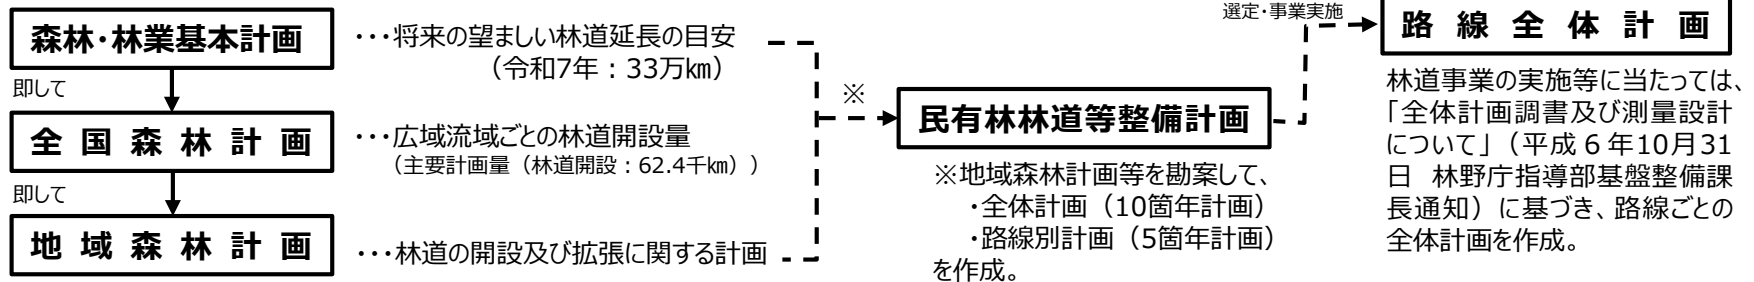 森林・林業基本計画
・・・将来の望ましい林道延長の目安
（令和7年：33万㎞）
即して
全国森林計画
・・・広域流域ごとの林道開設量
（主要計画量（林道開設：62.4千㎞））
即して
地域森林計画
・・・林道の開設及び拡張に関する計画
※
民有林林道等整備計画
※地域森林計画等を勘案して、
・全体計画（10箇年計画）
・路線別計画（5箇年計画）
を作成。
選定・事業実施
路線全体計画
林道事業の実施等に当たっては、
「全体計画調書及び測量設計
について」（平成６年10月31
日 林野庁指導部基盤整備課
長通知）に基づき、路線ごとの
全体計画を作成。